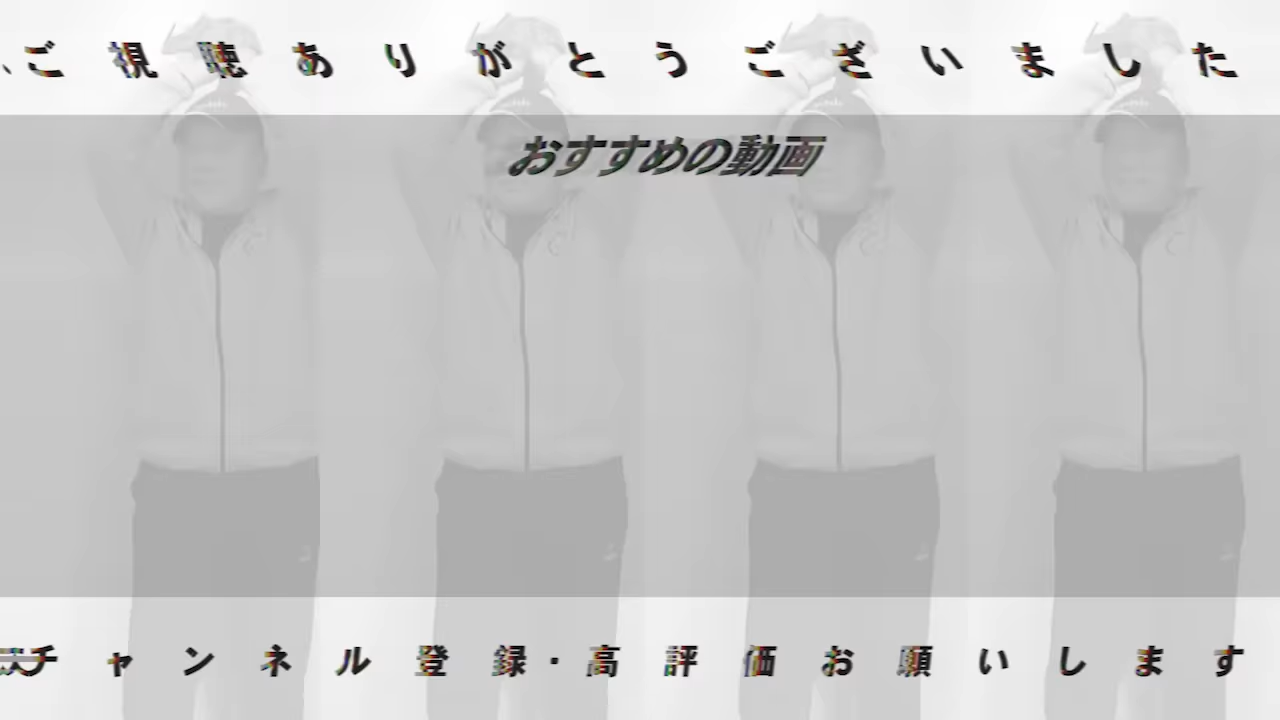 ご視聴ありがとうございました
おすすめの動画
チャンネル登録・高評価お願いします